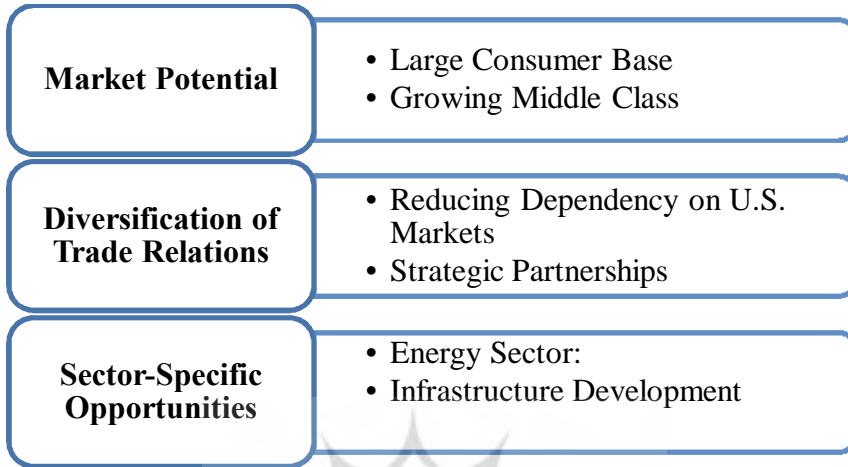 Market Potential
• Large Consumer Base
• Growing Middle Class
Diversification of
Trade Relations
• Reducing Dependency on U.S.
Markets
• Strategic Partnerships
Sector-Specific
Opportunities
• Energy Sector:
• Infrastructure Development